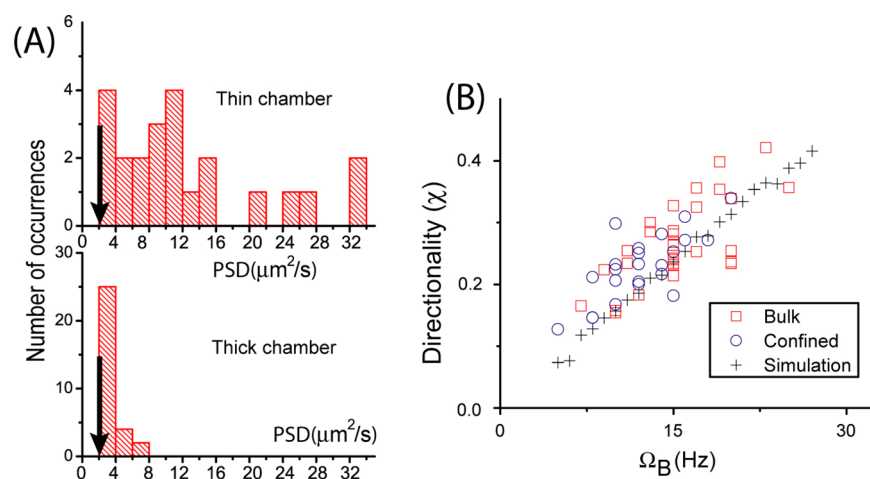 (A)
Number of occurrences
6
4
2
0
Thin chamber
0 4 8 12 16 20 24 28 32
PSD(μm²/s)
30
20
10
0
Thick chamber
PSD(μm²/s)
0 4 8 12 16 20 24 28 32
(B)
Directionality (χ)
0.4
0.2
0.0
Bulk
Confined
Simulation
0 15 30
Ω_B (Hz)